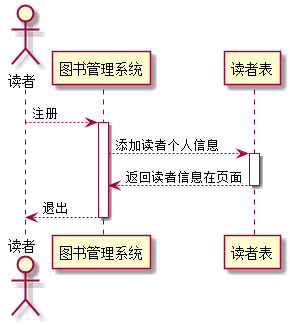 读者
图书管理系统
读者表
注册
添加读者个人信息
返回读者信息在页面
退出
读者
图书管理系统
读者表